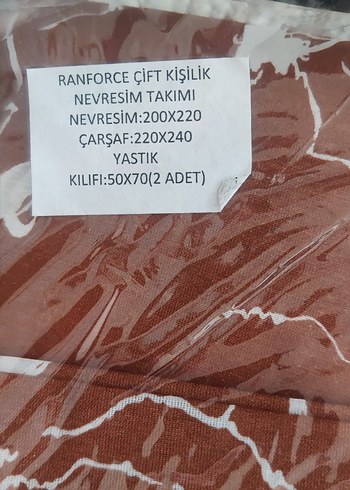 RANFORCE ÇİFT KİŞİLİK
NEVRESİM TAKIMI
NEVRESİM:200X220
ÇARŞAF:220X240
YASTIK
KILIFI:50X70(2 ADET)